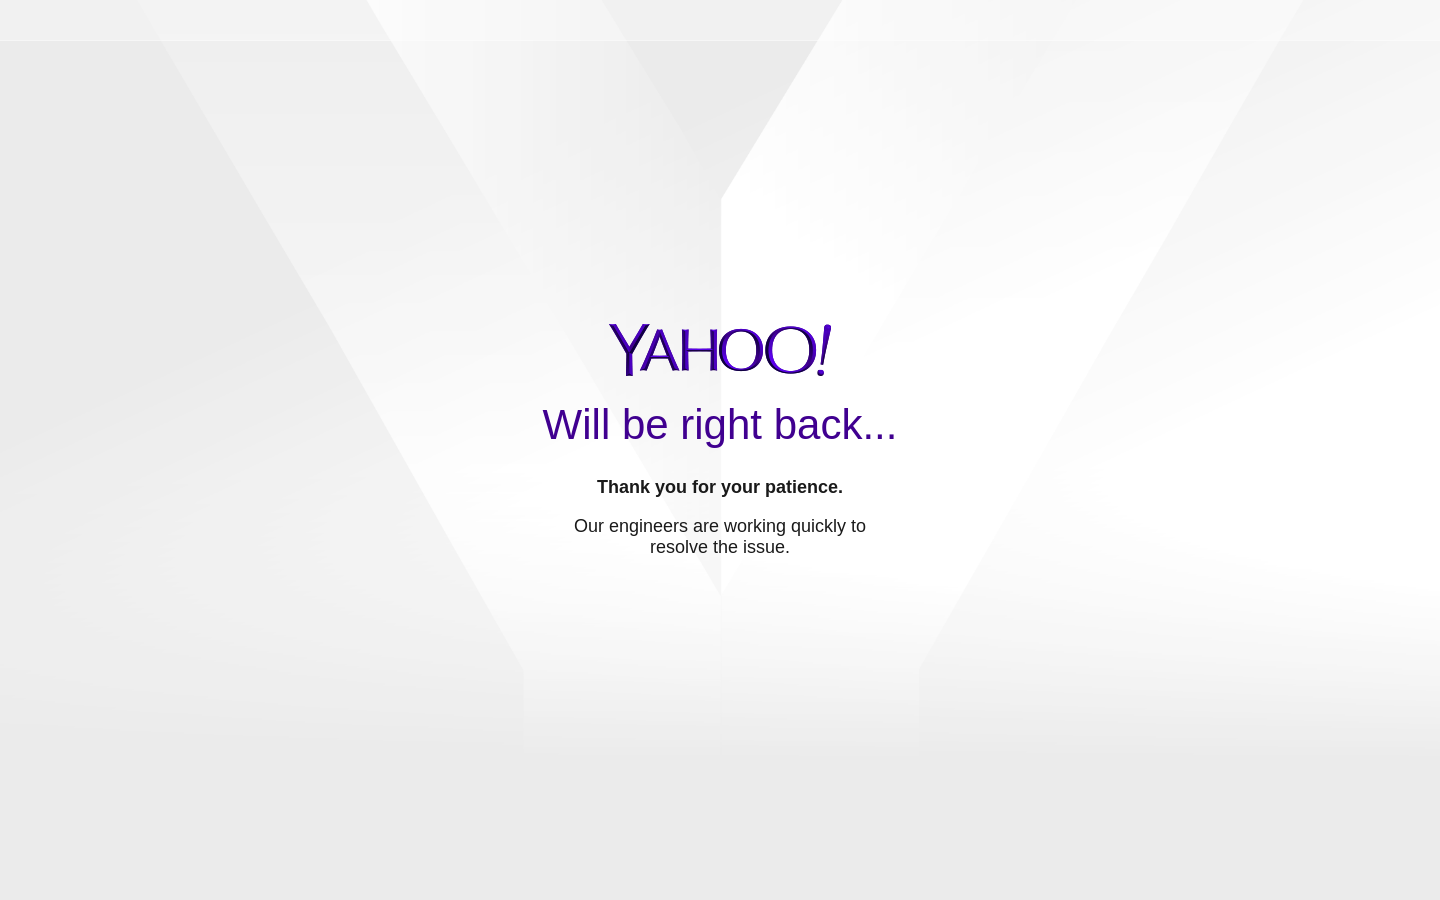 YAHOO!
Will be right back...
Thank you for your patience.
Our engineers are working quickly to
resolve the issue.